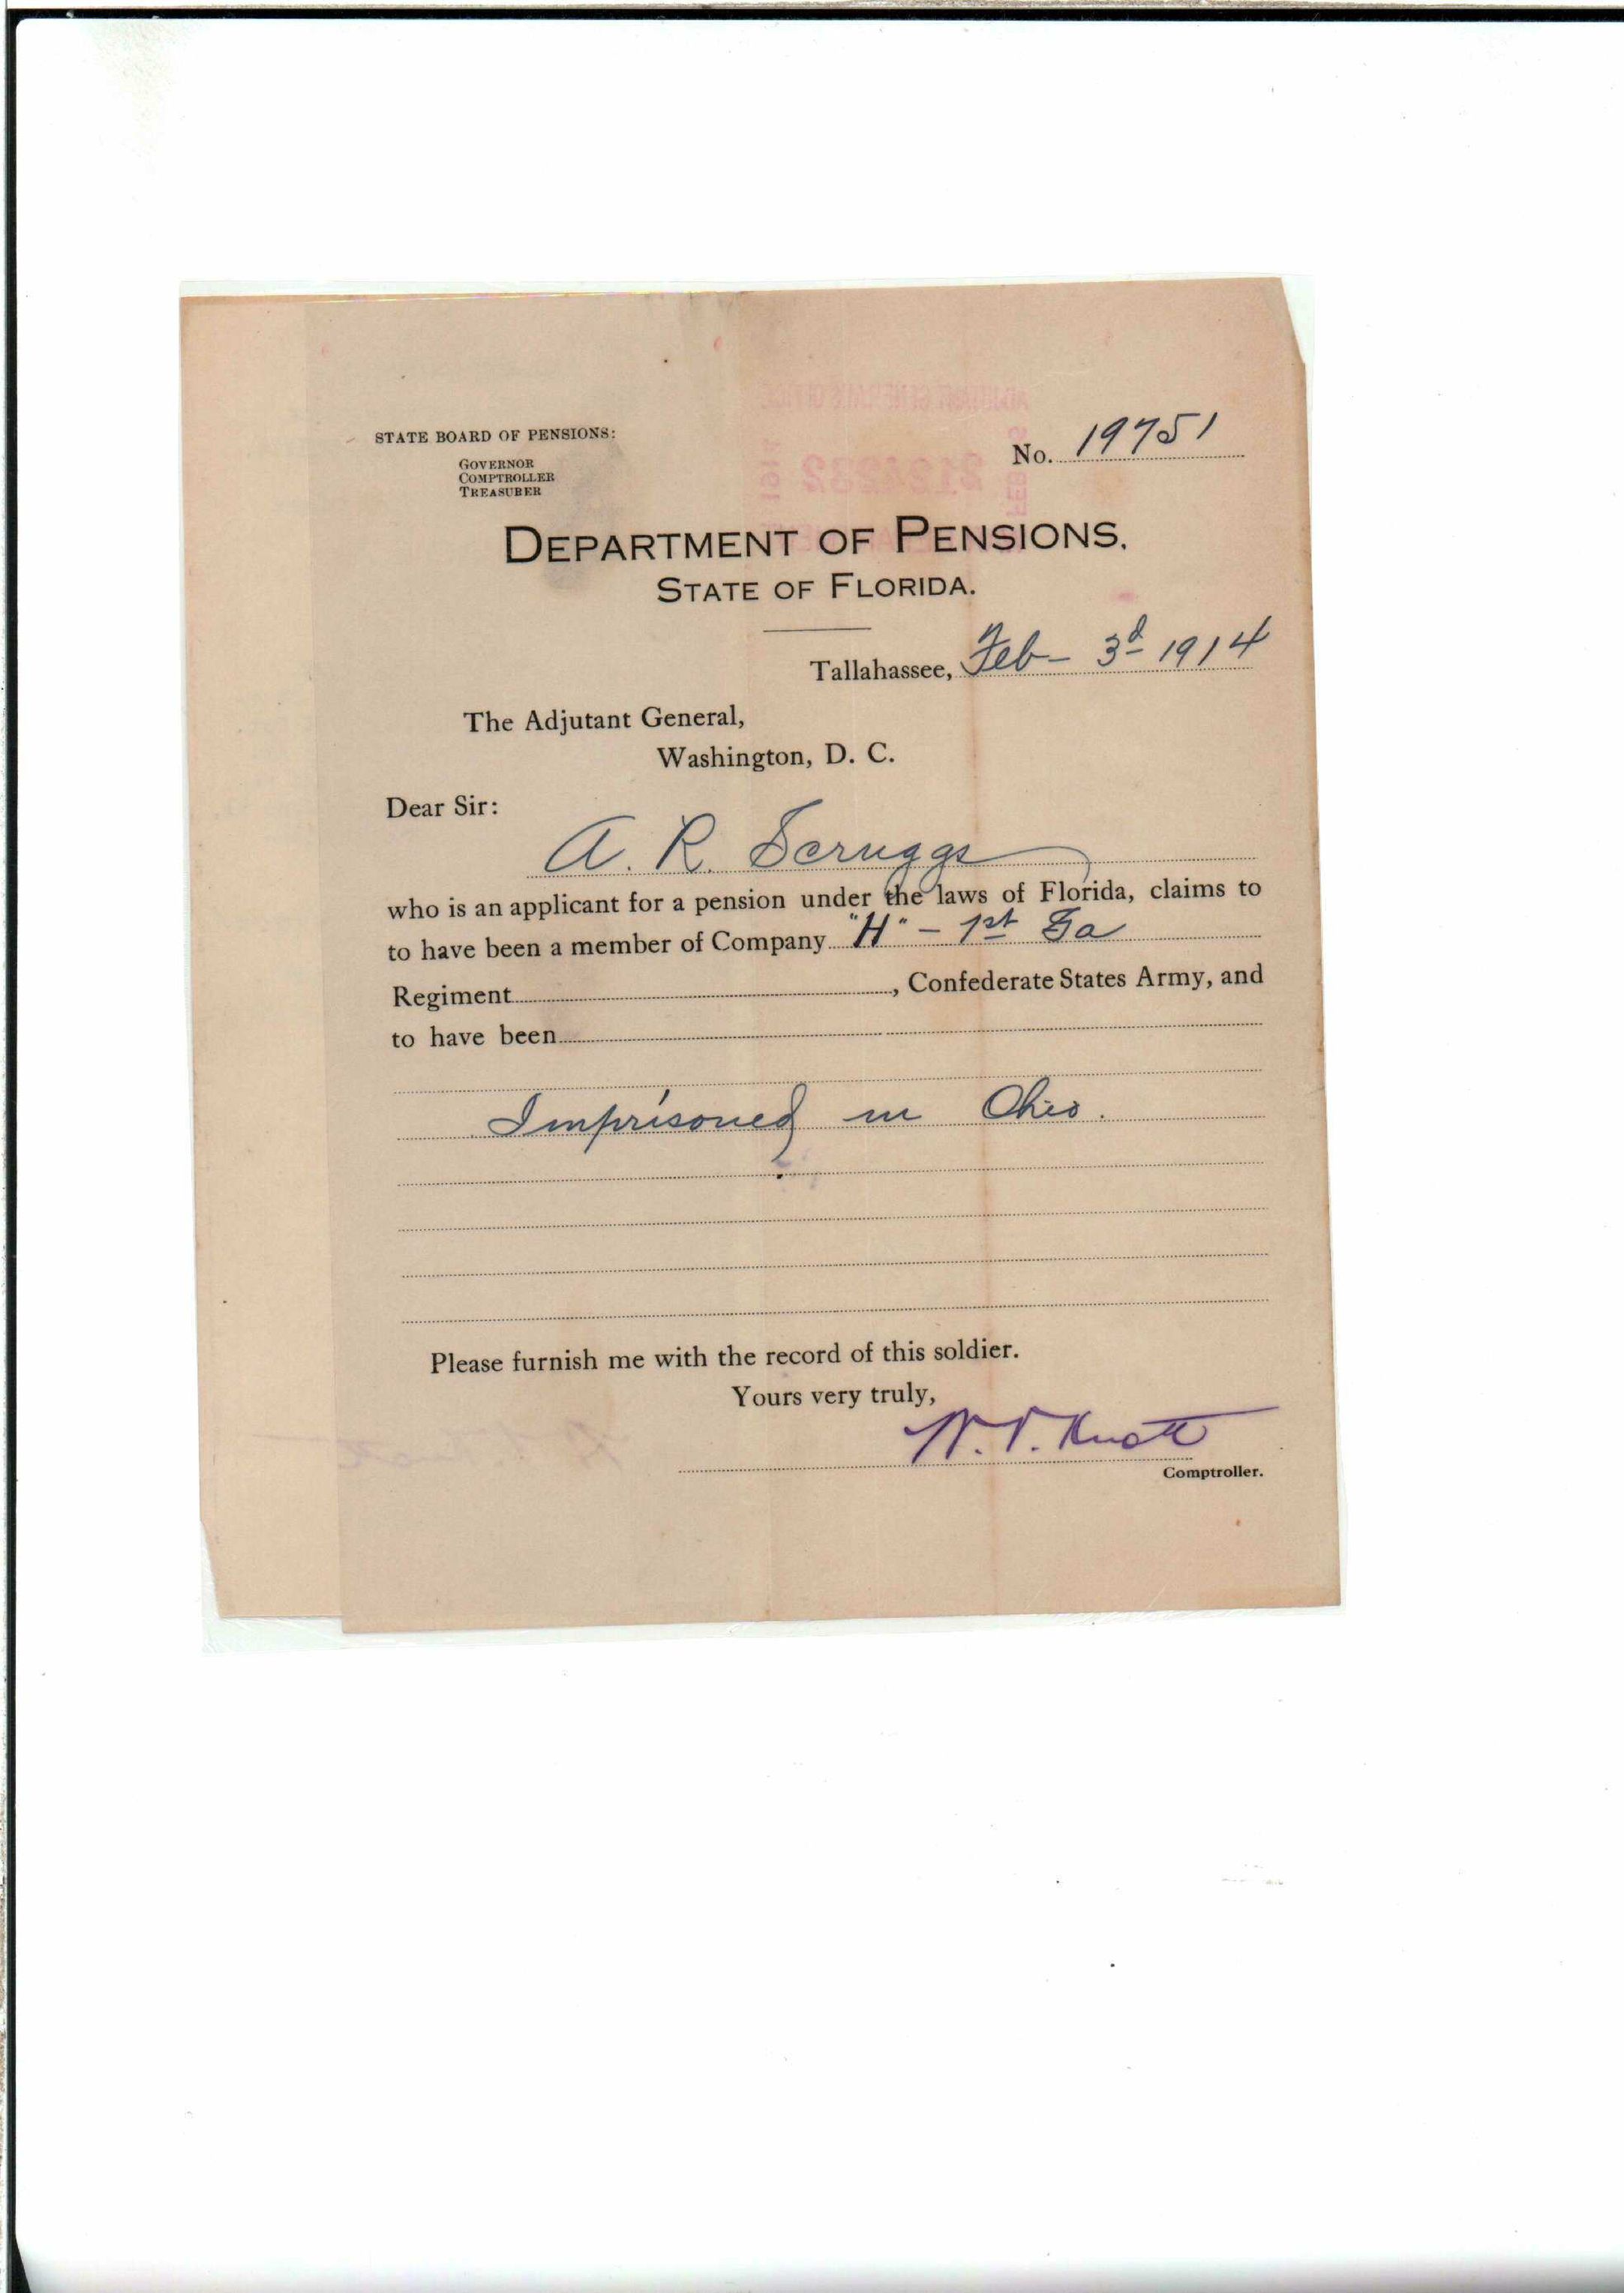 STATE BOARD OF PENSIONS:
GOVERNOR
COMPTROLLER
TREASURER
No. 19751
DEPARTMENT OF PENSIONS.
STATE OF FLORIDA.
Tallahassee, Feb- 3d 1914
The Adjutant General,
Washington, D. C.
Dear Sir:
A. R. Scruggs
who is an applicant for a pension under the laws of Florida, claims to
to have been a member of Company "H" - 1st Ga
Regiment, Confederate States Army, and
to have been
Imprisoned in Ohio.
Please furnish me with the record of this soldier.
Yours very truly,
W. V. Knott
Comptroller.